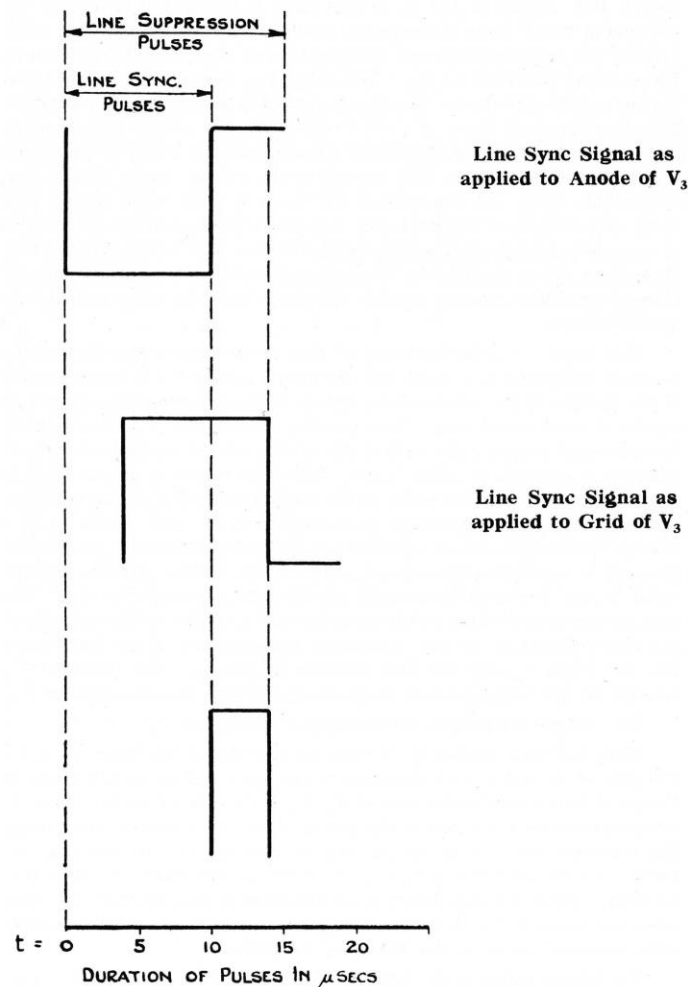 LINE SUPPRESSION
PULSES
LINE SYNC.
PULSES
Line Sync Signal as
applied to Anode of V3
Line Sync Signal as
applied to Grid of V3
t = 0 5 10 15 20
DURATION OF PULSES IN μSECS